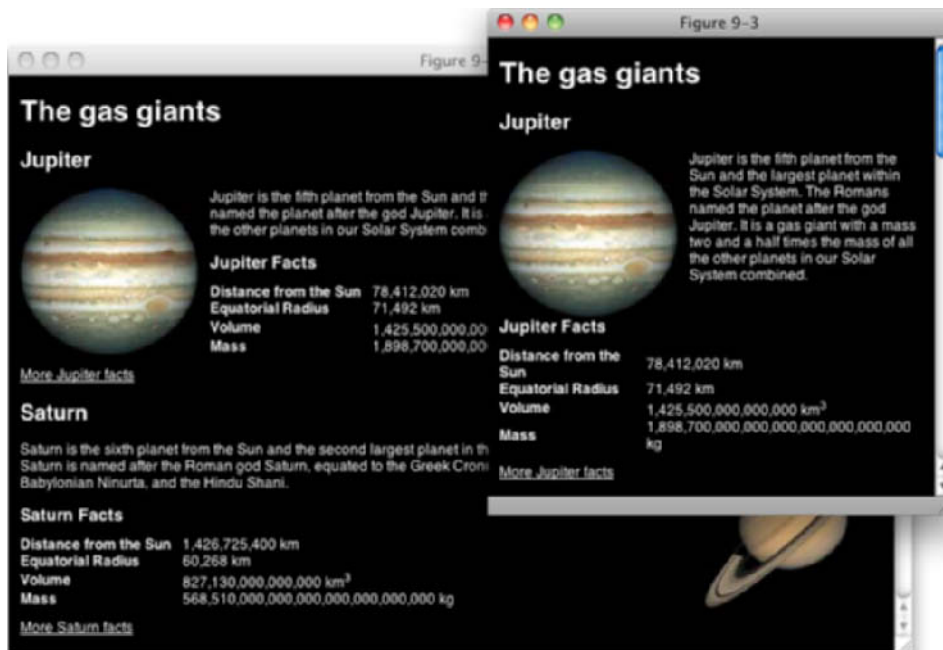 Figure 9-
The gas giants
Jupiter
Jupiter is the fifth planet from the Sun and th
named the planet after the god Jupiter. It is
the other planets in our Solar System comb
Jupiter Facts
Distance from the Sun 78,412,020 km
Equatorial Radius 71,492 km
Volume 1,425,500,000,00
Mass 1,898,700,000,00
More Jupiter facts
Saturn
Saturn is the sixth planet from the Sun and the second largest planet in th
Saturn is named after the Roman god Saturn, equated to the Greek Cron
Babylonian Ninurta, and the Hindu Shani.
Saturn Facts
Distance from the Sun 1,426,725,400 km
Equatorial Radius 60,268 km
Volume 827,130,000,000,000 km³
Mass 568,510,000,000,000,000,000,000,000 kg
More Saturn facts
Figure 9-3
The gas giants
Jupiter
Jupiter is the fifth planet from the
Sun and the largest planet within
the Solar System. The Romans
named the planet after the god
Jupiter. It is a gas giant with a mass
two and a half times the mass of all
the other planets in our Solar
System combined.
Jupiter Facts
Distance from the
Sun 78,412,020 km
Equatorial Radius 71,492 km
Volume 1,425,500,000,000,000 km³
Mass 1,898,700,000,000,000,000,000,000,000
kg
More Jupiter facts